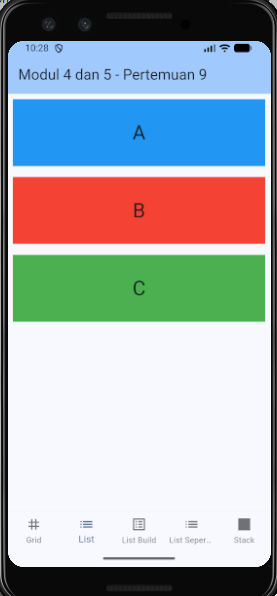 10:28
Modul 4 dan 5 - Pertemuan 9
A
B
C
Grid List List Build List Seper... Stack